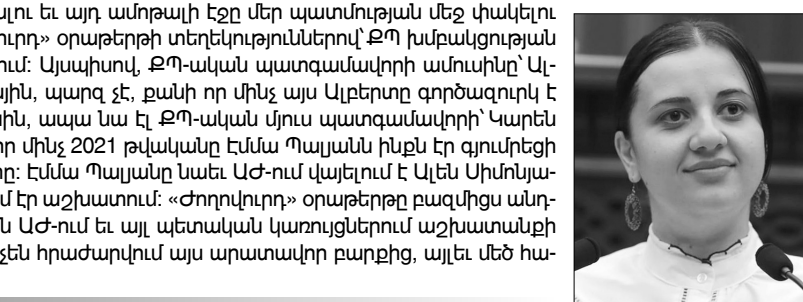 ալու եւ այդ ամոթալի էջը մեր պատմության մեջ փակելու
ուրդ» օրաթերթի տեղեկություններով՝ ՔՊ խմբակցության
ում: Այսպիսով, ՔՊ-ական պատգամավորի ամուսինը՝ Ալ-
յին, պարզ չէ, քանի որ մինչ այս Ալբերտը գործազուրկ է
սին, ապա նա էլ ՔՊ-ական մյուս պատգամավորի՝ Կարեն
որ մինչ 2021 թվականը Էմմա Պալյանն ինքն էր գյումրեցի
րը: Էմմա Պալյանը նաեւ ԱԺ-ում վայելում է Ալեն Սիմոնյա-
մ էր աշխատում: «Ժողովուրդ» օրաթերթը բազմիցս անդ-
ն ԱԺ-ում եւ այլ պետական կառույցներում աշխատանքի
չեն հրաժարվում այս արատավոր բարքից, այլեւ մեծ հա-